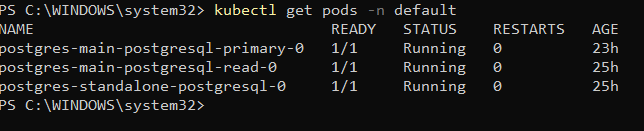 PS C:\WINDOWS\system32> kubectl get pods -n default
NAME READY STATUS RESTARTS AGE
postgres-main-postgresql-primary-0 1/1 Running 0 23h
postgres-main-postgresql-read-0 1/1 Running 0 25h
postgres-standalone-postgresql-0 1/1 Running 0 25h
PS C:\WINDOWS\system32>